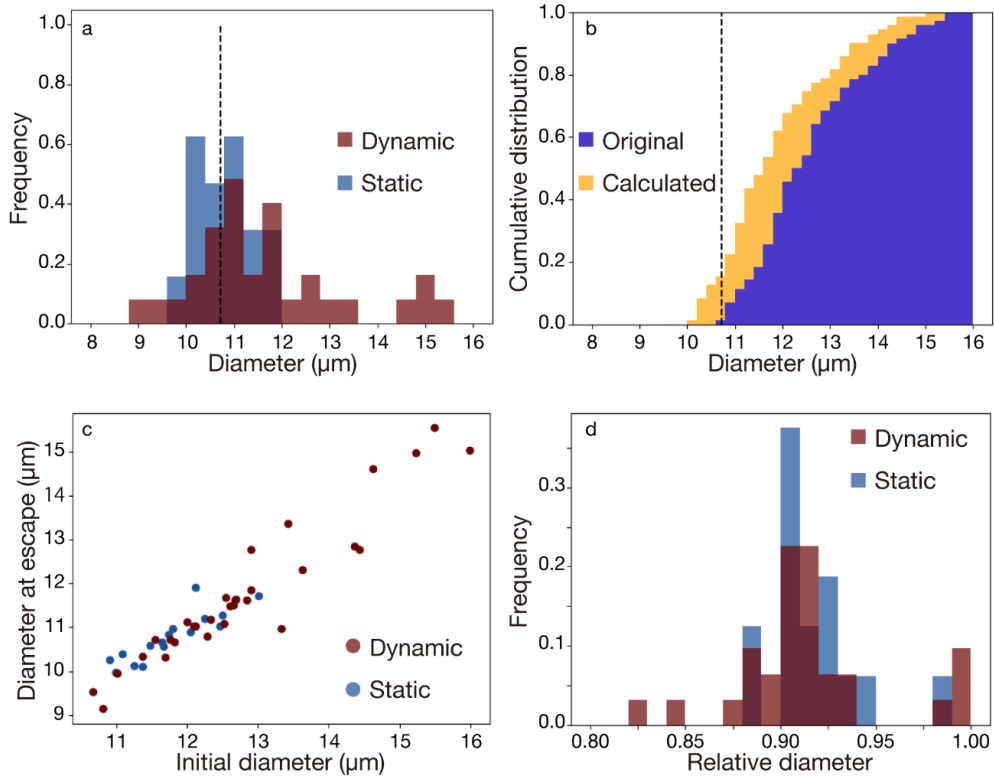 a
1.0
0.8
0.6
0.4
0.2
0.0
Frequency
Dynamic
Static
8 9 10 11 12 13 14 15 16
Diameter (μm)
b
1.0
0.8
0.6
0.4
0.2
0.0
Cumulative distribution
Original
Calculated
8 9 10 11 12 13 14 15 16
Diameter (μm)
c
15
14
13
12
11
10
9
Diameter at escape (μm)
Dynamic
Static
11 12 13 14 15 16
Initial diameter (μm)
d
0.3
0.2
0.1
0.0
Frequency
Dynamic
Static
0.80 0.85 0.90 0.95 1.00
Relative diameter